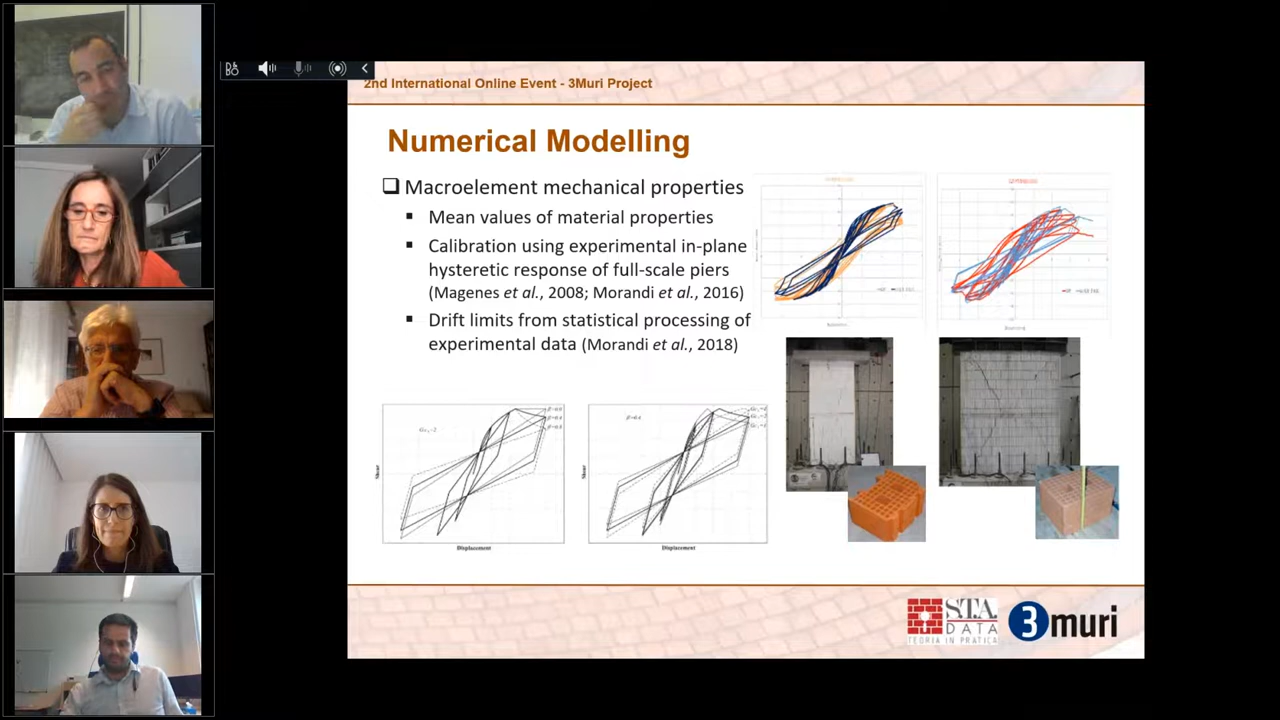 2nd International Online Event - 3Muri Project
Numerical Modelling
Macroelement mechanical properties
Mean values of material properties
Calibration using experimental in-plane
hysteretic response of full-scale piers
(Magenes et al., 2008; Morandi et al., 2016)
Drift limits from statistical processing of
experimental data (Morandi et al., 2018)
Shear
Displacement
Shear
Displacement
S.T.A.
DATA
TEORIA IN PRATICA
3muri